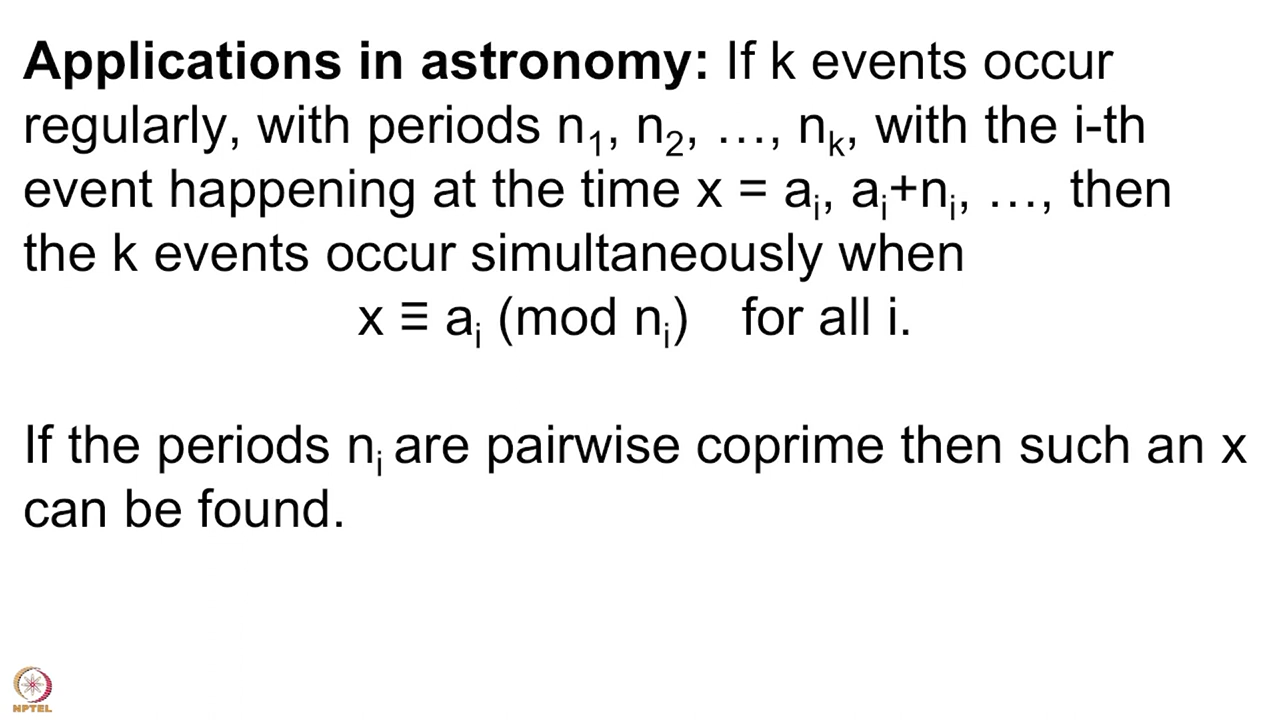 Applications in astronomy: If k events occur
regularly, with periods n₁, n₂, …, nₖ, with the i-th
event happening at the time x = aᵢ, aᵢ+nᵢ, …, then
the k events occur simultaneously when
x ≡ aᵢ (mod nᵢ) for all i.
If the periods nᵢ are pairwise coprime then such an x
can be found.
NPTEL